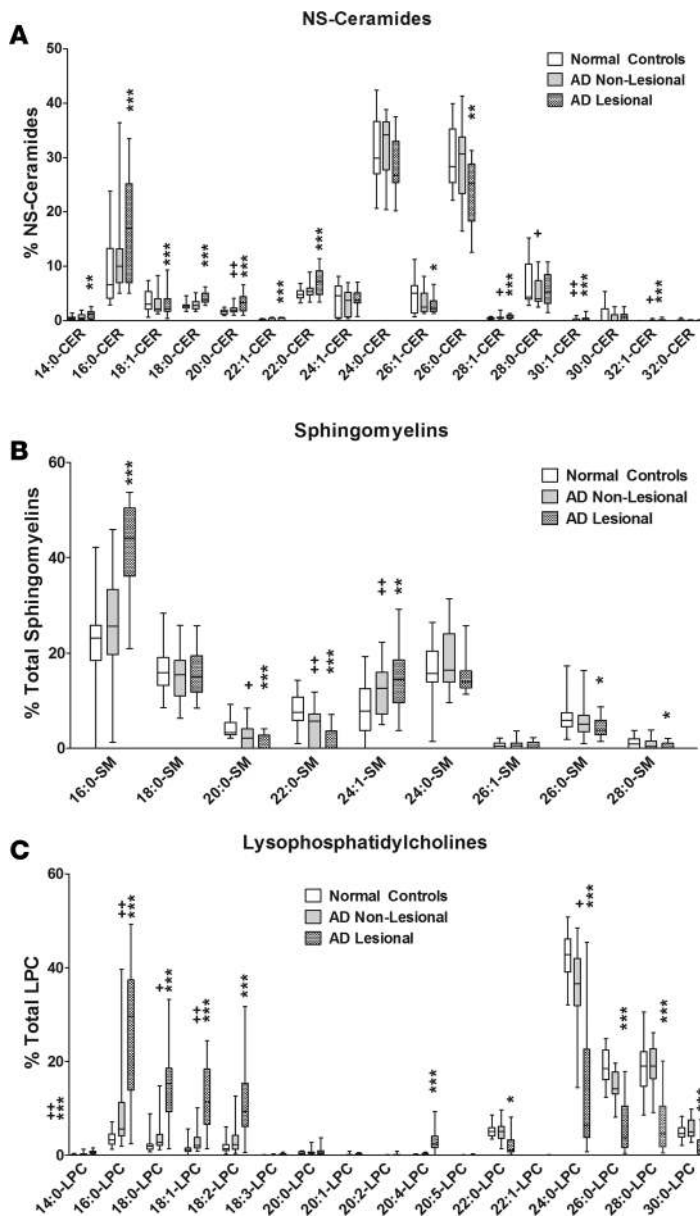 A
NS-Ceramides
% NS-Ceramides
50
40
30
20
10
0
Normal Controls
AD Non-Lesional
AD Lesional
**
***
***
***
++
***
***
***
*
**
+
***
+
++
***
+
***
14:0-CER
16:0-CER
18:1-CER
18:0-CER
20:0-CER
22:1-CER
22:0-CER
24:1-CER
24:0-CER
26:1-CER
26:0-CER
28:1-CER
28:0-CER
30:1-CER
30:0-CER
32:1-CER
32:0-CER
B
Sphingomyelins
% Total Sphingomyelins
60
40
20
0
Normal Controls
AD Non-Lesional
AD Lesional
***
+
***
++
***
++
**
*
*
16:0-SM
18:0-SM
20:0-SM
22:0-SM
24:1-SM
24:0-SM
26:1-SM
26:0-SM
28:0-SM
C
Lysophosphatidylcholines
% Total LPC
60
40
20
0
Normal Controls
AD Non-Lesional
AD Lesional
++
***
++
***
+
***
++
***
***
***
*
+
***
***
***
***
14:0-LPC
16:0-LPC
18:0-LPC
18:1-LPC
18:2-LPC
18:3-LPC
20:0-LPC
20:1-LPC
20:2-LPC
20:4-LPC
20:5-LPC
22:0-LPC
22:1-LPC
24:0-LPC
26:0-LPC
28:0-LPC
30:0-LPC